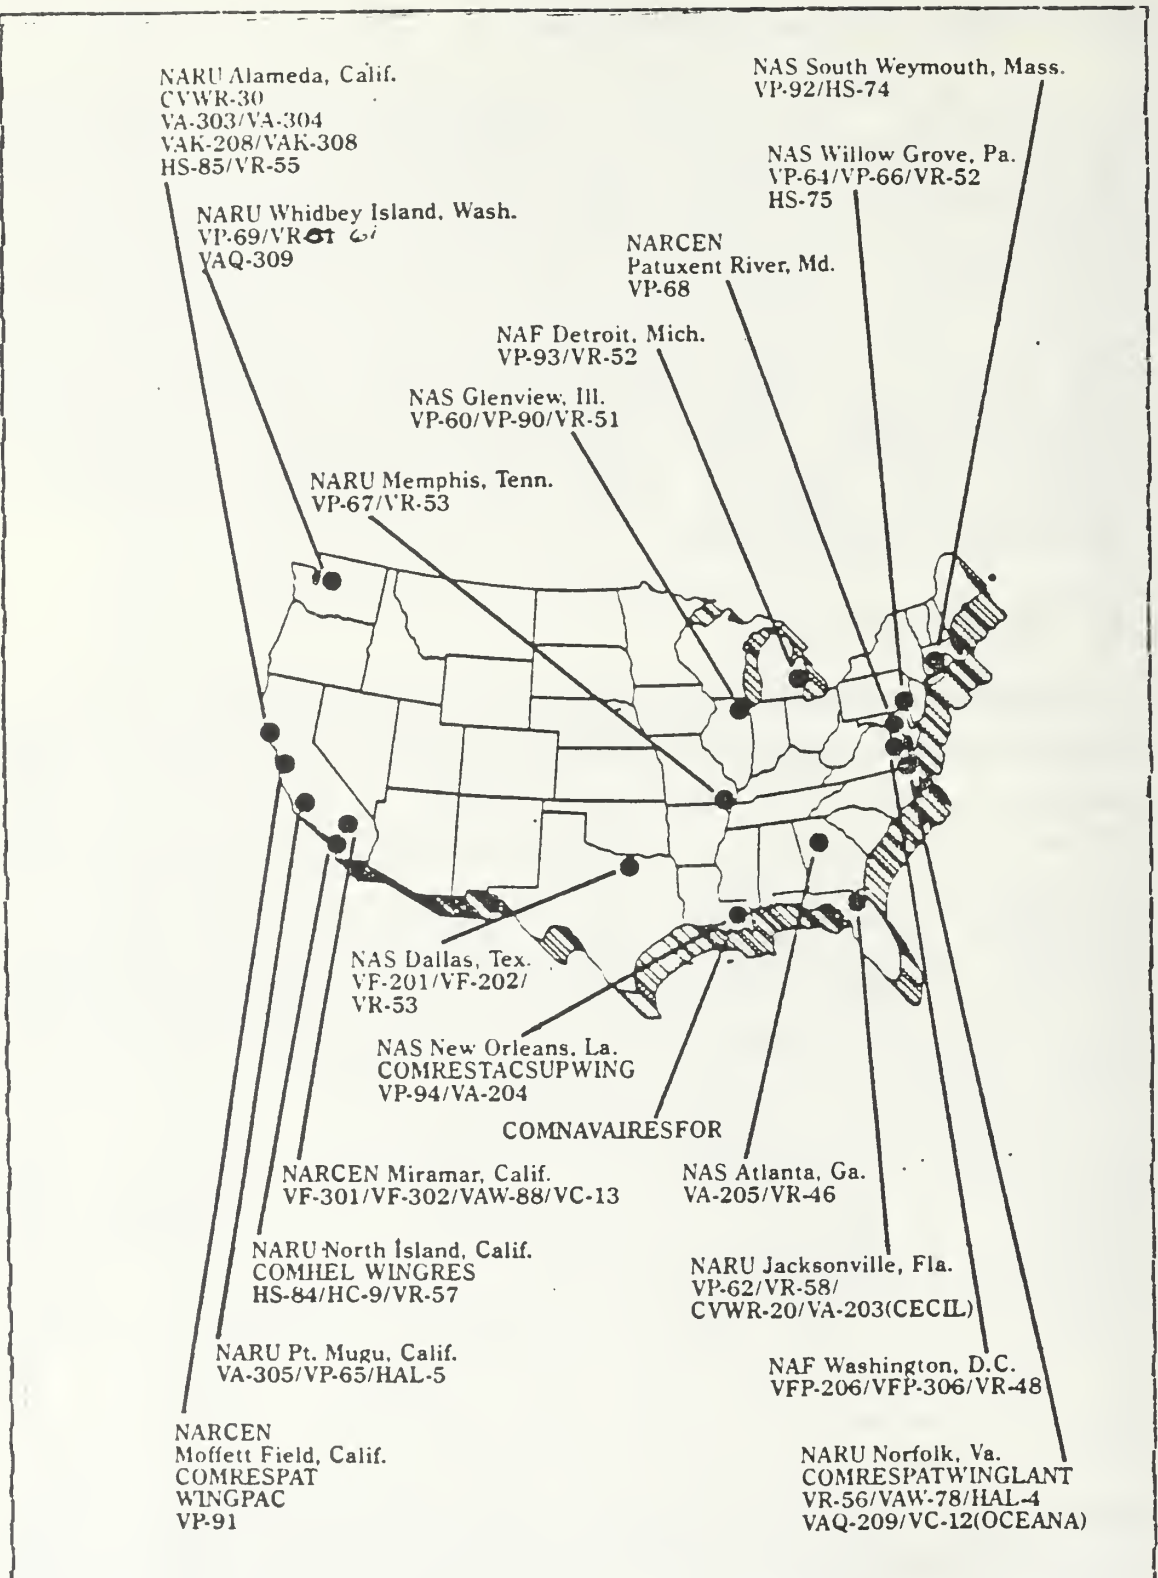 NARU Alameda, Calif.
CVWR-30
VA-303/VA-304
VAK-208/VAK-308
HS-85/VR-55
NAS South Weymouth, Mass.
VP-92/HS-74
NAS Willow Grove, Pa.
VP-64/VP-66/VR-52
HS-75
NARU Whidbey Island, Wash.
VP-69/VR- 61
VAQ-309
NARCEN
Patuxent River, Md.
VP-68
NAF Detroit, Mich.
VP-93/VR-52
NAS Glenview, Ill.
VP-60/VP-90/VR-51
NARU Memphis, Tenn.
VP-67/VR-53
NAS Dallas, Tex.
VF-201/VF-202/
VR-53
NAS New Orleans, La.
COMRESTACSUPWING
VP-94/VA-204
COMNAVAIRESFOR
NARCEN Miramar, Calif.
VF-301/VF-302/VAW-88/VC-13
NAS Atlanta, Ga.
VA-205/VR-46
NARU North Island, Calif.
COMHEL WINGRES
HS-84/HC-9/VR-57
NARU Jacksonville, Fla.
VP-62/VR-58/
CVWR-20/VA-203(CECIL)
NARU Pt. Mugu, Calif.
VA-305/VP-65/HAL-5
NAF Washington, D.C.
VFP-206/VFP-306/VR-48
NARCEN
Moffett Field, Calif.
COMRESPAT
WINGPAC
VP-91
NARU Norfolk, Va.
COMRESPATWINGLANT
VR-56/VAW-78/HAL-4
VAQ-209/VC-12(OCEANA)